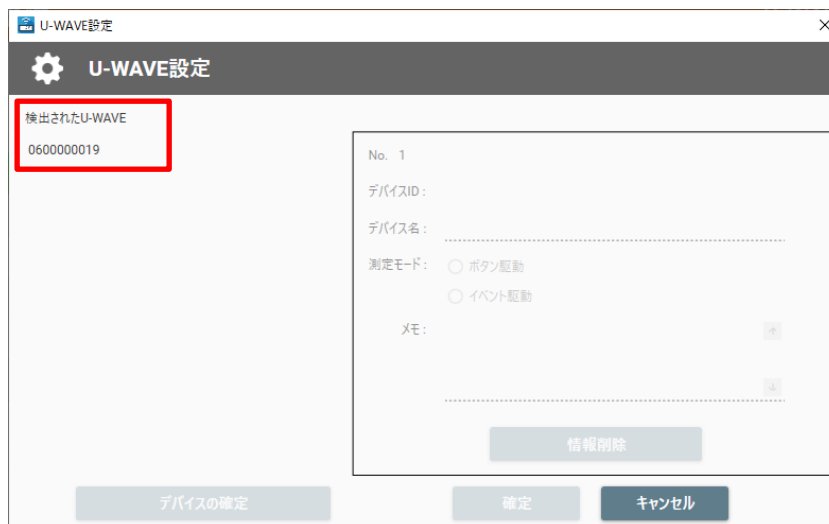 U-WAVE設定
U-WAVE設定
検出されたU-WAVE
0600000019
No. 1
デバイスID :
デバイス名 :
測定モード : ボタン駆動
イベント駆動
メモ :
情報削除
デバイスの確定 確定 キャンセル